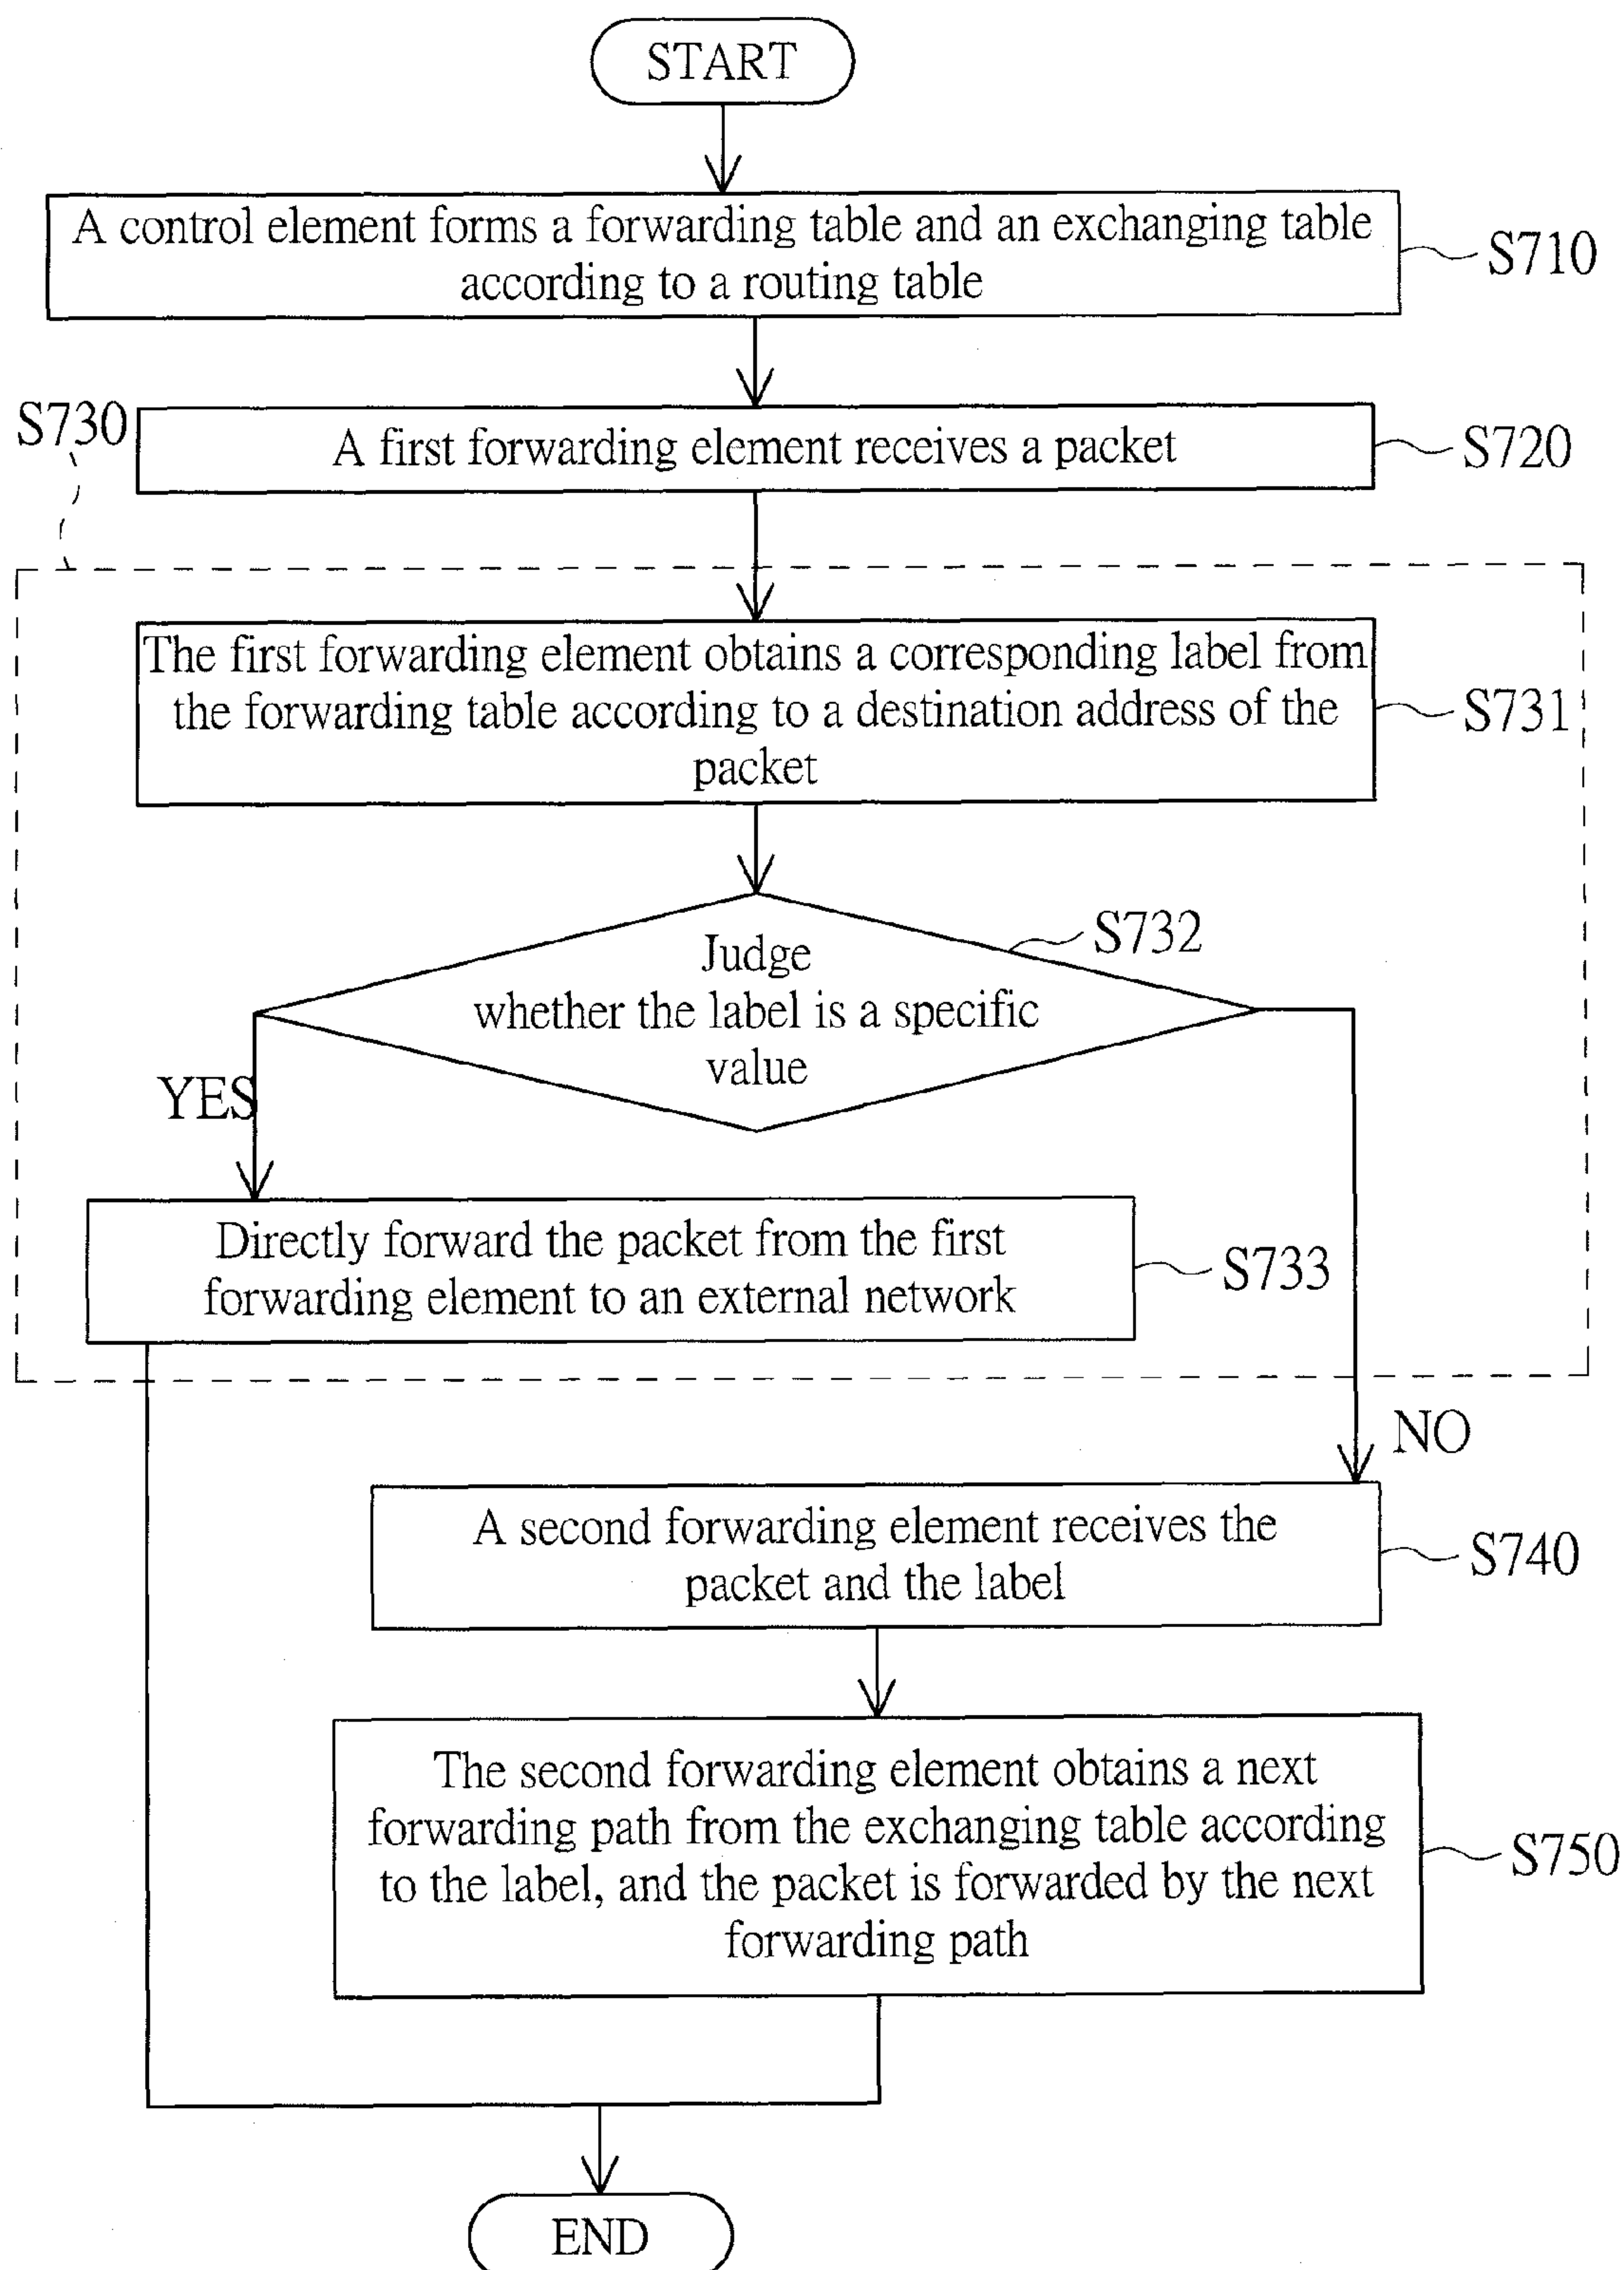 START
A control element forms a forwarding table and an exchanging table
according to a routing table
S710
S730
A first forwarding element receives a packet
S720
The first forwarding element obtains a corresponding label from
the forwarding table according to a destination address of the
packet
S731
Judge
whether the label is a specific
value
S732
YES
Directly forward the packet from the first
forwarding element to an external network
S733
NO
A second forwarding element receives the
packet and the label
S740
The second forwarding element obtains a next
forwarding path from the exchanging table according
to the label, and the packet is forwarded by the next
forwarding path
S750
END